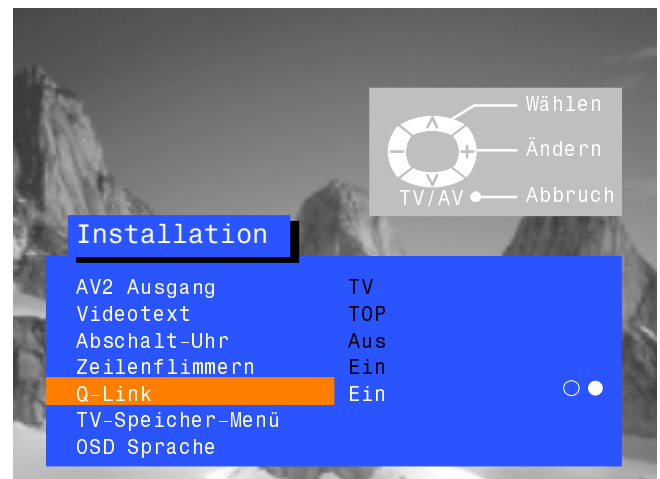 Wählen
Ändern
TV/AV Abbruch
Installation
AV2 Ausgang TV
Videotext TOP
Abschalt-Uhr Aus
Zeilenflimmern Ein
Q-Link Ein
TV-Speicher-Menü
OSD Sprache